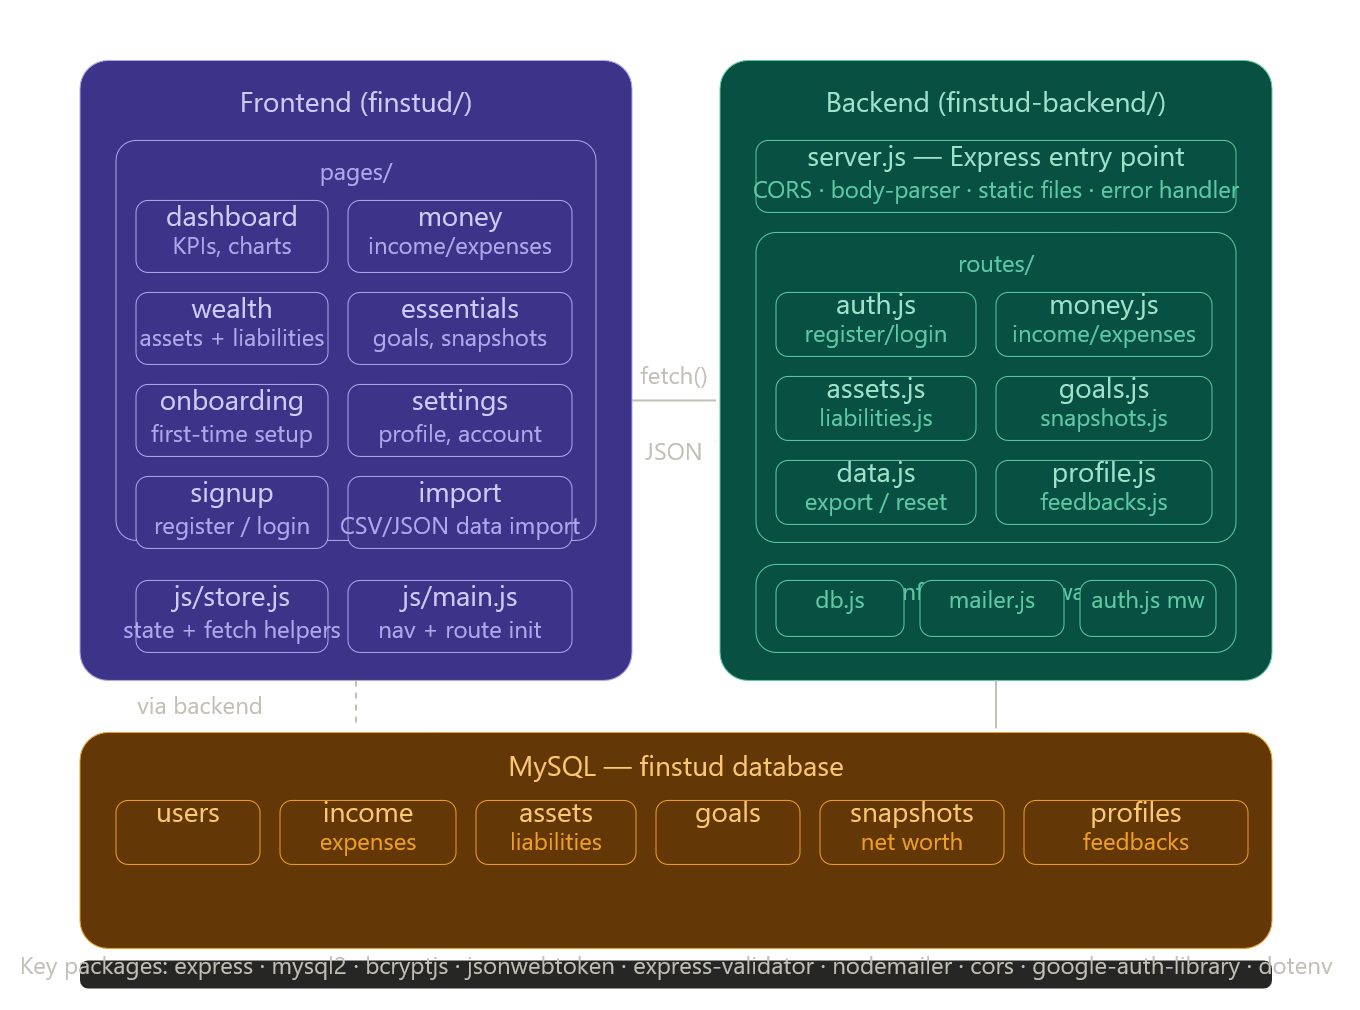 Frontend (finstud/)
pages/
dashboard
KPIs, charts
money
income/expenses
wealth
assets + liabilities
essentials
goals, snapshots
onboarding
first-time setup
settings
profile, account
signup
register / login
import
CSV/JSON data import
js/store.js
state + fetch helpers
js/main.js
nav + route init
fetch()
JSON
Backend (finstud-backend/)
server.js — Express entry point
CORS · body-parser · static files · error handler
routes/
auth.js
register/login
money.js
income/expenses
assets.js
liabilities.js
goals.js
snapshots.js
data.js
export / reset
profile.js
feedbacks.js
db.js
mailer.js
auth.js mw
via backend
MySQL — finstud database
users
income
expenses
assets
liabilities
goals
snapshots
net worth
profiles
feedbacks
Key packages: express · mysql2 · bcryptjs · jsonwebtoken · express-validator · nodemailer · cors · google-auth-library · dotenv